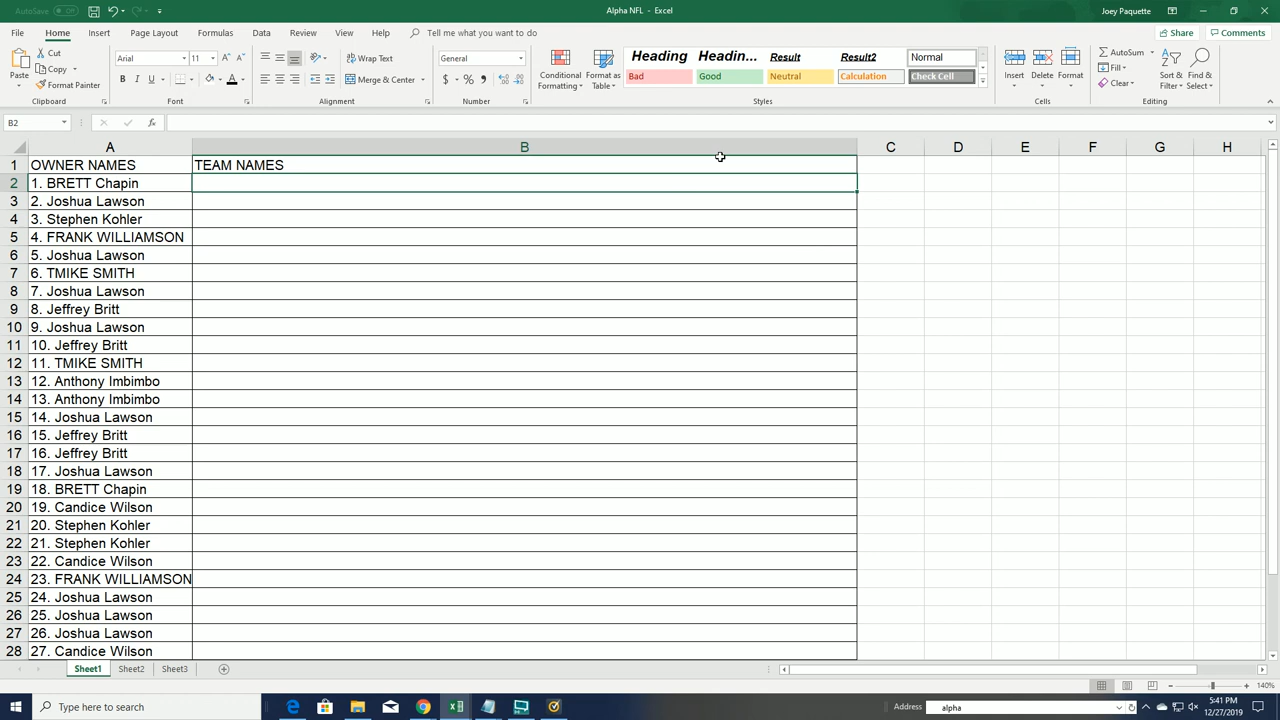 AutoSave Off
Alpha NFL - Excel
Joey Paquette
File Home Insert Page Layout Formulas Data Review View Help Tell me what you want to do Share Comments
Paste Cut Copy Format Painter Clipboard
Arial 11 A A B I U A Font
Wrap Text Merge & Center Alignment
General $ % , Number
Conditional Formatting Format as Table
Heading Headin... Result Result2 Normal
Bad Good Neutral Calculation Check Cell
Styles
Insert Delete Format Cells
AutoSum Fill Clear Sort & Filter Find & Select Editing
B2 fx
A B C D E F G H
1 OWNER NAMES TEAM NAMES
2 1. BRETT Chapin
3 2. Joshua Lawson
4 3. Stephen Kohler
5 4. FRANK WILLIAMSON
6 5. Joshua Lawson
7 6. TMIKE SMITH
8 7. Joshua Lawson
9 8. Jeffrey Britt
10 9. Joshua Lawson
11 10. Jeffrey Britt
12 11. TMIKE SMITH
13 12. Anthony Imbimbo
14 13. Anthony Imbimbo
15 14. Joshua Lawson
16 15. Jeffrey Britt
17 16. Jeffrey Britt
18 17. Joshua Lawson
19 18. BRETT Chapin
20 19. Candice Wilson
21 20. Stephen Kohler
22 21. Stephen Kohler
23 22. Candice Wilson
24 23. FRANK WILLIAMSON
25 24. Joshua Lawson
26 25. Joshua Lawson
27 26. Joshua Lawson
28 27. Candice Wilson
Sheet1 Sheet2 Sheet3
140%
Type here to search
Address alpha
5:41 PM
12/27/2019